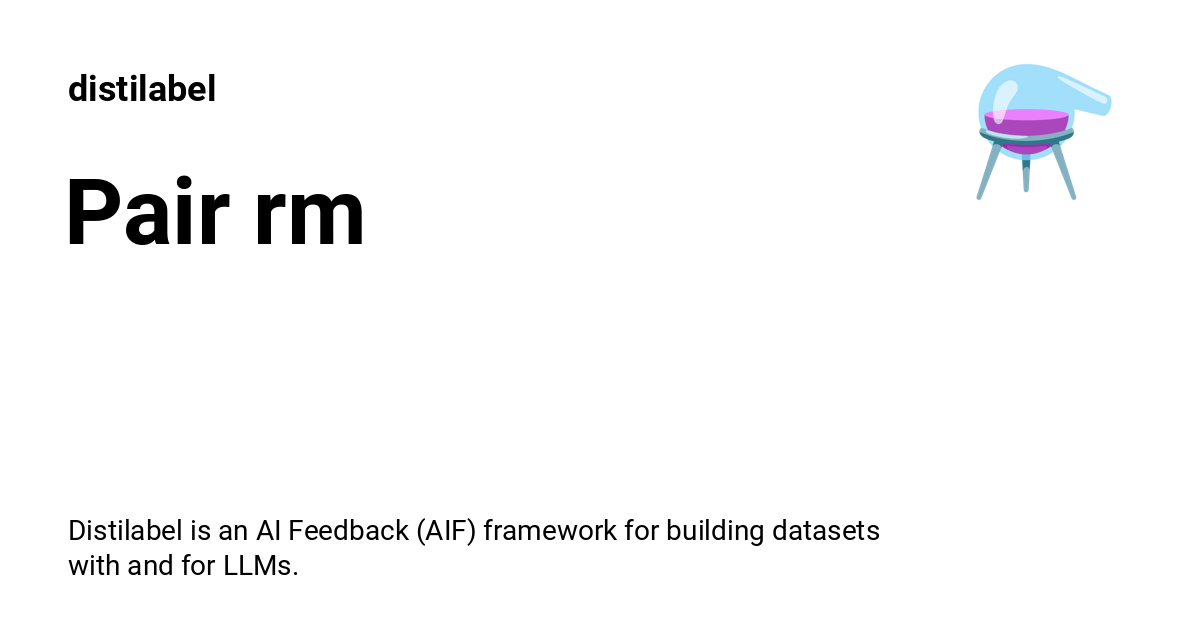 distilabel
Pair rm
Distilabel is an AI Feedback (AIF) framework for building datasets
with and for LLMs.